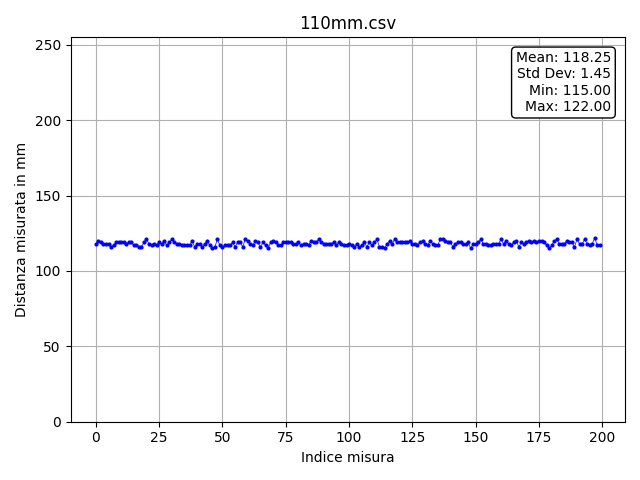 110mm.csv
Mean: 118.25
Std Dev: 1.45
Min: 115.00
Max: 122.00
Distanza misurata in mm
250
200
150
100
50
0
0 25 50 75 100 125 150 175 200
Indice misura